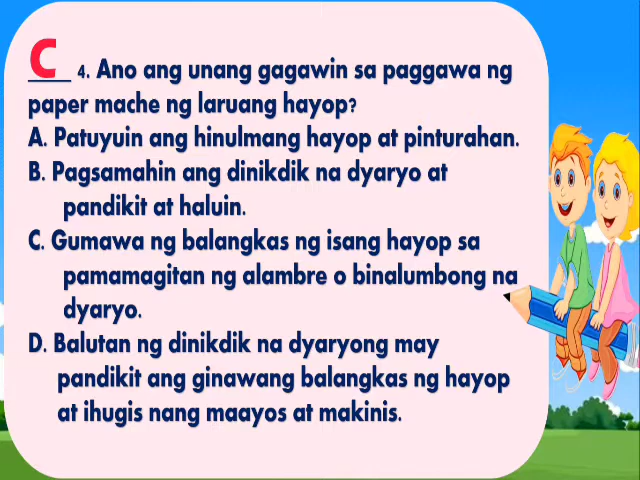 C 4. Ano ang unang gagawin sa paggawa ng
paper mache ng laruang hayop?
A. Patuyuin ang hinulmang hayop at pinturahan.
B. Pagsamahin ang dinikdik na dyaryo at
pandikit at haluin.
C. Gumawa ng balangkas ng isang hayop sa
pamamagitan ng alambre o binalumbong na
dyaryo.
D. Balutan ng dinikdik na dyaryong may
pandikit ang ginawang balangkas ng hayop
at ihugis nang maayos at makinis.